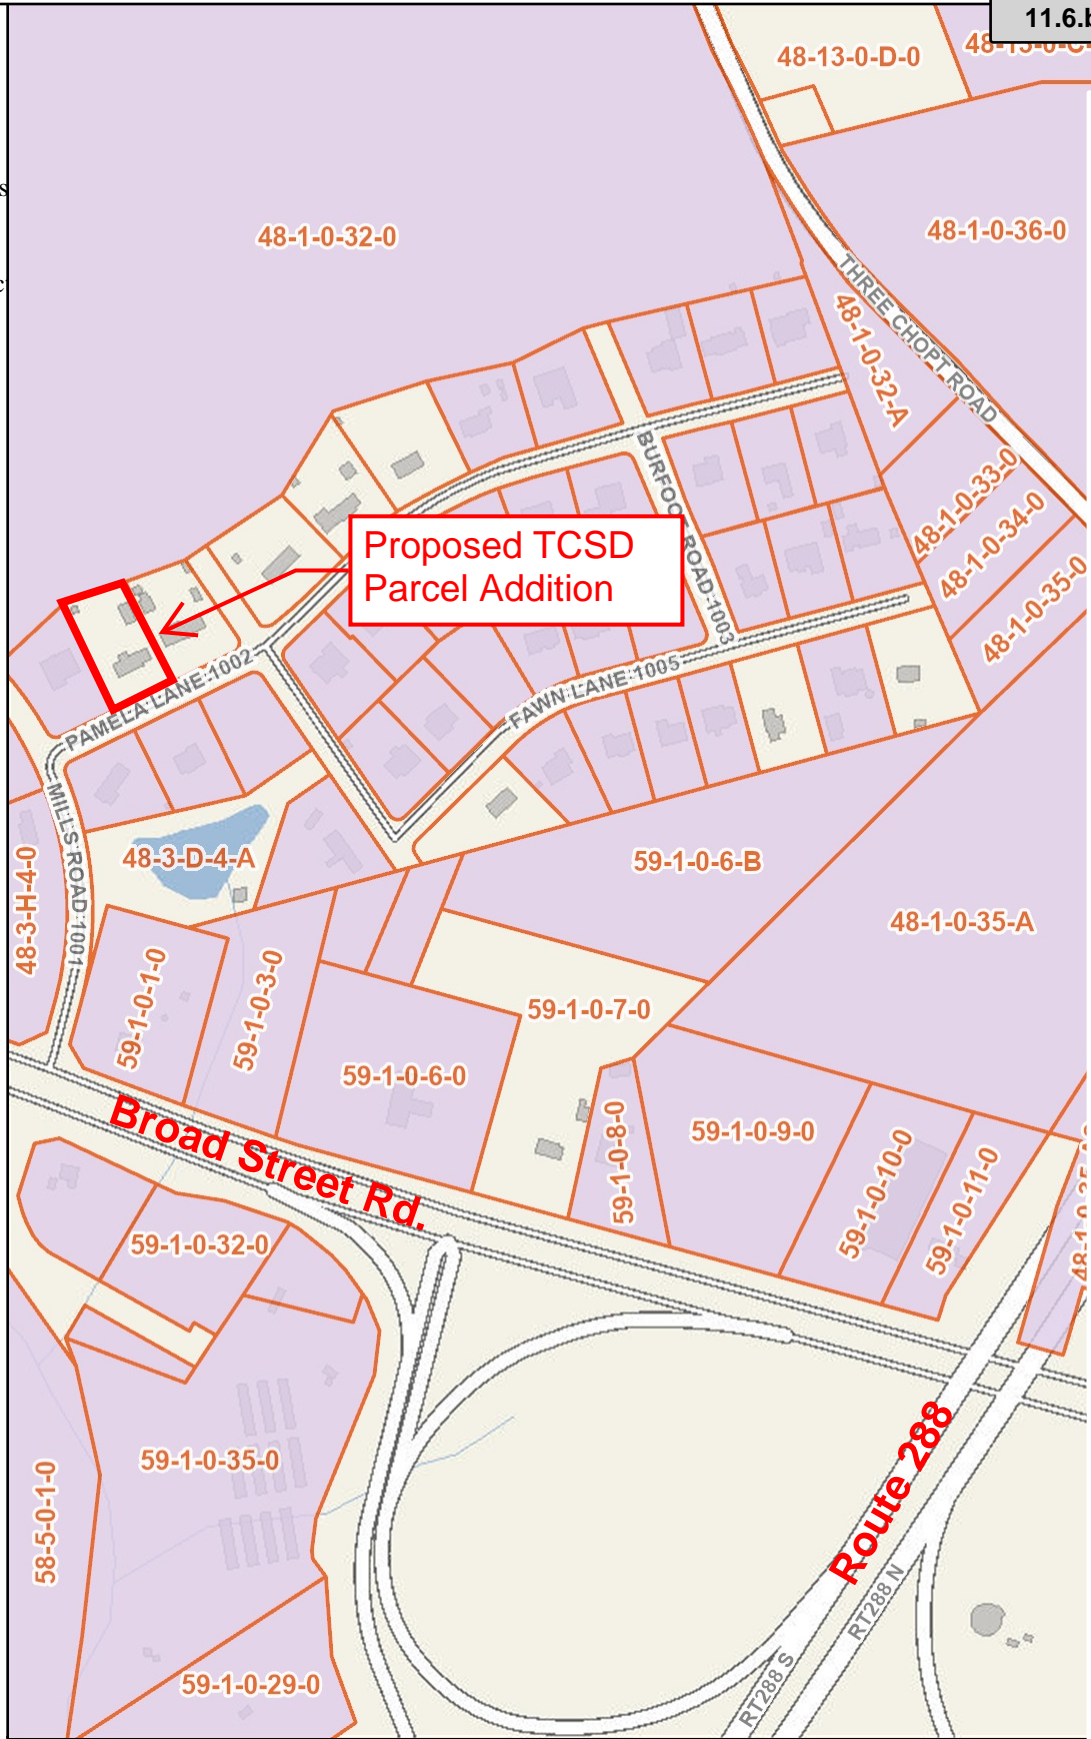 11.6.b
48-13-0-D-0
48-13-0-C-
s
48-1-0-32-0
48-1-0-36-0
c
THREE CHOPT ROAD
48-1-0-32-A
BURFOOT ROAD 1003
48-1-0-33-0
48-1-0-34-0
48-1-0-35-0
Proposed TCSD
Parcel Addition
PAMELA LANE 1002
FAWN LANE 1005
MILLS ROAD 1001
48-3-D-4-A
48-3-H-4-0
59-1-0-6-B
48-1-0-35-A
59-1-0-1-0
59-1-0-3-0
59-1-0-7-0
59-1-0-6-0
59-1-0-8-0
59-1-0-9-0
59-1-0-10-0
59-1-0-11-0
Broad Street Rd.
59-1-0-32-0
59-1-0-35-0
58-5-0-1-0
Route 288
RT288 N
RT288 S
59-1-0-29-0